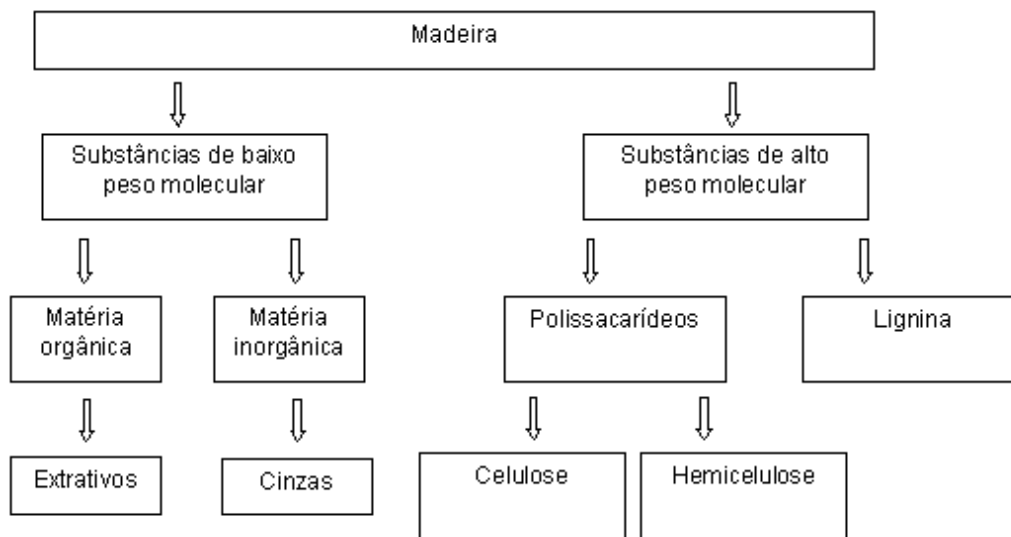 Madeira
Substâncias de baixo
peso molecular
Substâncias de alto
peso molecular
Matéria
orgânica
Matéria
inorgânica
Polissacarídeos
Lignina
Extrativos
Cinzas
Celulose
Hemicelulose